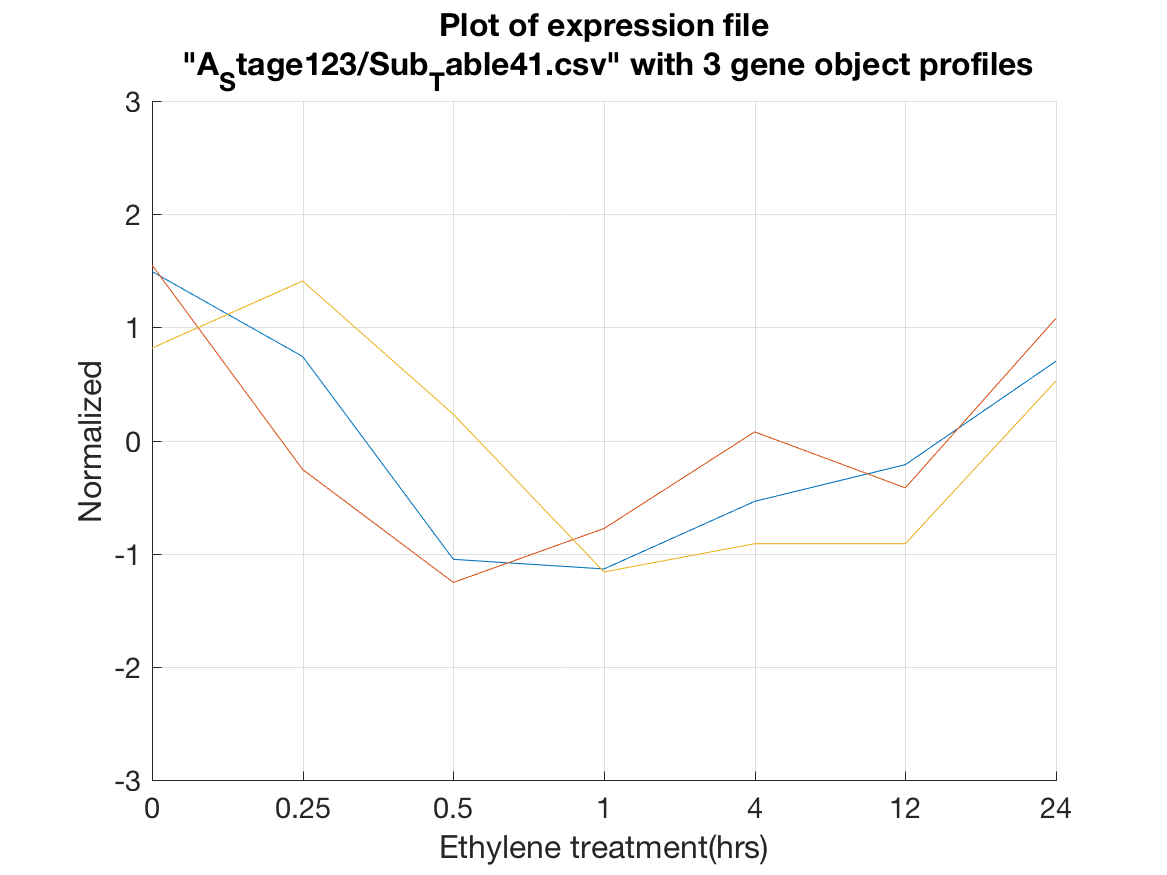 Plot of expression file
"A_Stage123/Sub_Table41.csv" with 3 gene object profiles
3
2
1
0
-1
-2
-3
Normalized
0 0.25 0.5 1 4 12 24
Ethylene treatment(hrs)